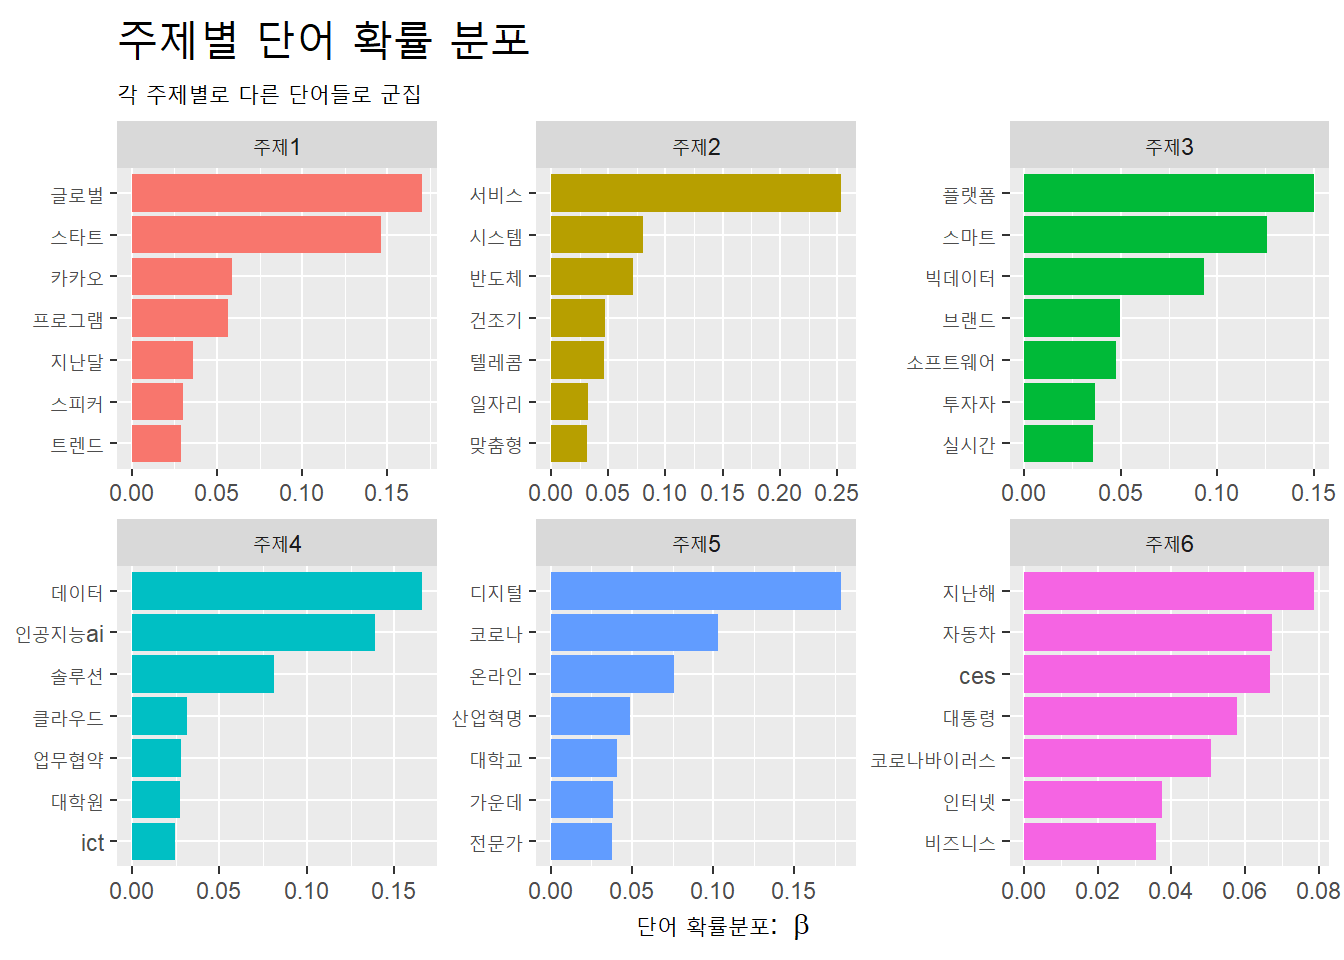 주제별 단어 확률 분포
각 주제별로 다른 단어들로 군집
주제1
글로벌
스타트
카카오
프로그램
지난달
스피커
트렌드
0.00 0.05 0.10 0.15
주제2
서비스
시스템
반도체
건조기
텔레콤
일자리
맞춤형
0.00 0.05 0.10 0.15 0.20 0.25
주제3
플랫폼
스마트
빅데이터
브랜드
소프트웨어
투자자
실시간
0.00 0.05 0.10 0.15
주제4
데이터
인공지능ai
솔루션
클라우드
업무협약
대학원
ict
0.00 0.05 0.10 0.15
주제5
디지털
코로나
온라인
산업혁명
대학교
가운데
전문가
0.00 0.05 0.10 0.15
주제6
지난해
자동차
ces
대통령
코로나바이러스
인터넷
비즈니스
0.00 0.02 0.04 0.06 0.08
단어 확률분포: β